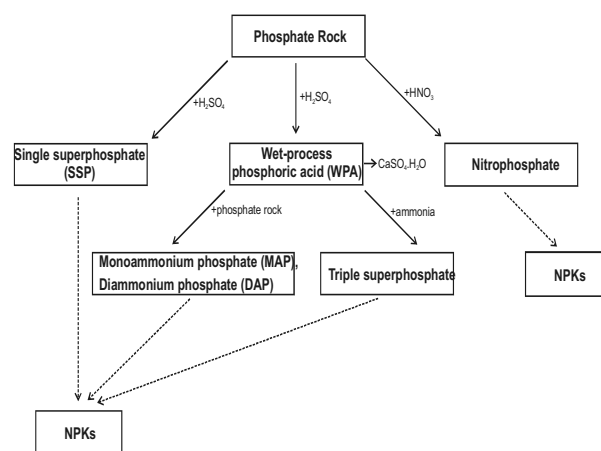 Phosphate Rock
+H₂SO₄
+H₂SO₄
+HNO₃
Single superphosphate
(SSP)
Wet-process
phosphoric acid (WPA)
CaSO₄.H₂O
Nitrophosphate
+phosphate rock
+ammonia
Monoammonium phosphate (MAP),
Diammonium phosphate (DAP)
Triple superphosphate
NPKs
NPKs